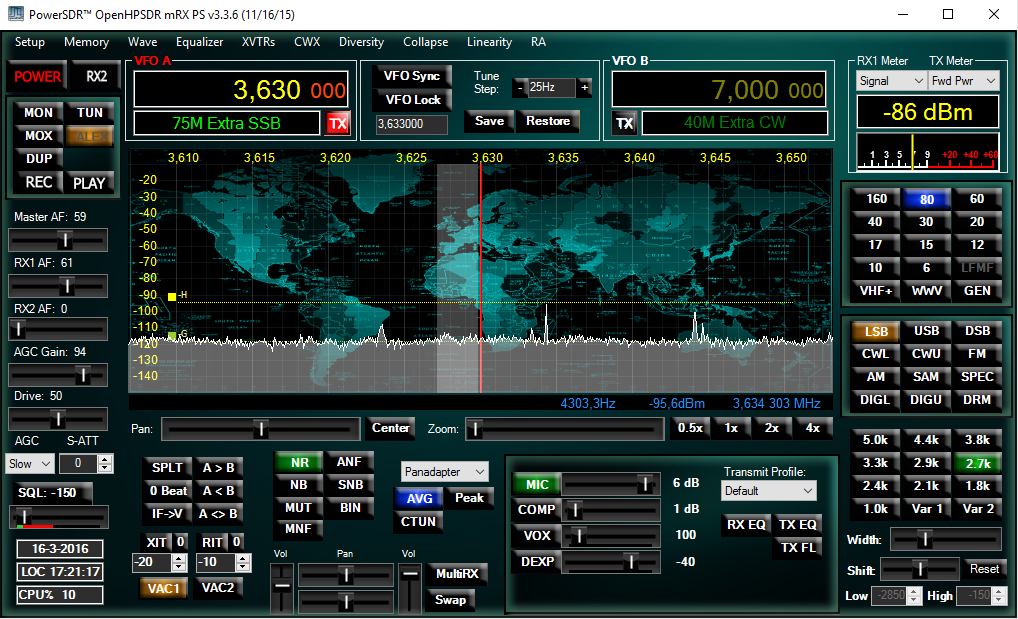 PowerSDR™ OpenHPSDR mRX PS v3.3.6 (11/16/15)
Setup Memory Wave Equalizer XVTRs CWX Diversity Collapse Linearity RA
POWER RX2
MON TUN
MOX ALEX
DUP
REC PLAY
VFO A
3,630 000
75M Extra SSB TX
VFO Sync
VFO Lock
3,633000
Tune Step: - 25Hz +
Save Restore
VFO B
7,000 000
TX 40M Extra CW
RX1 Meter TX Meter
Signal Fwd Pwr
-86 dBm
1 3 5 7 9 +20 +40 +60
3,610 3,615 3,620 3,625 3,630 3,635 3,640 3,645 3,650
-20
-30
-40
-50
-60
-70
-80
-90
-H
-100
-110
-G
-120
-130
-140
4303,3Hz -95,6dBm 3,634 303 MHz
Master AF: 59
RX1 AF: 61
RX2 AF: 0
AGC Gain: 94
Drive: 50
AGC S-ATT
Slow 0
SQL: -150
16-3-2016
LOC 17:21:17
CPU% 10
Pan: Center Zoom: 0.5x 1x 2x 4x
SPLT A > B
0 Beat A < B
IF->V A <> B
XIT 0 RIT 0
-20 -10
VAC1 VAC2
NR ANF
NB SNB
MUT BIN
MNF
Panadapter
AVG Peak
CTUN
Vol Pan Vol
MultiRX
Swap
MIC 6 dB
COMP 1 dB
VOX 100
DEXP -40
Transmit Profile:
Default
RX EQ TX EQ
TX FL
160 80 60
40 30 20
17 15 12
10 6 LFMF
VHF+ WWV GEN
LSB USB DSB
CWL CWU FM
AM SAM SPEC
DIGL DIGU DRM
5.0k 4.4k 3.8k
3.3k 2.9k 2.7k
2.4k 2.1k 1.8k
1.0k Var 1 Var 2
Width:
Shift: Reset
Low -2850 High -150